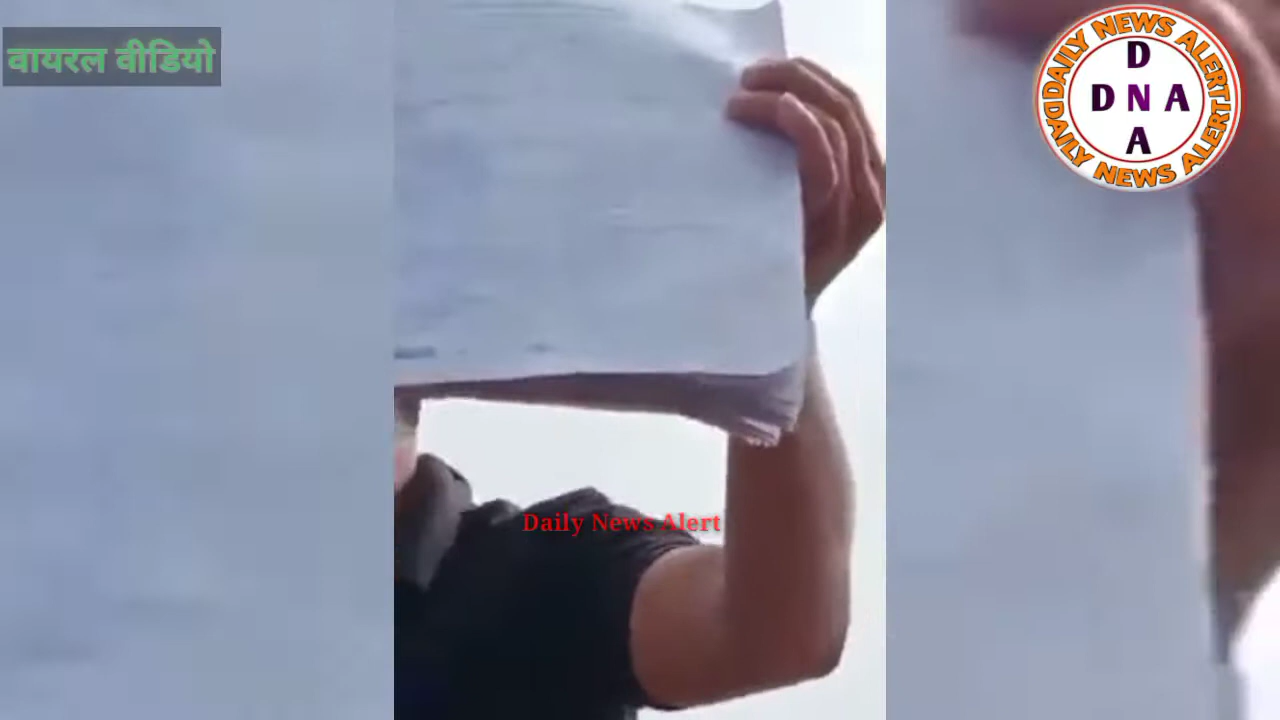 वायरल वीडियो
DAILY NEWS ALERT
D
D N A
A
DAILY NEWS ALERT
Daily News Alert